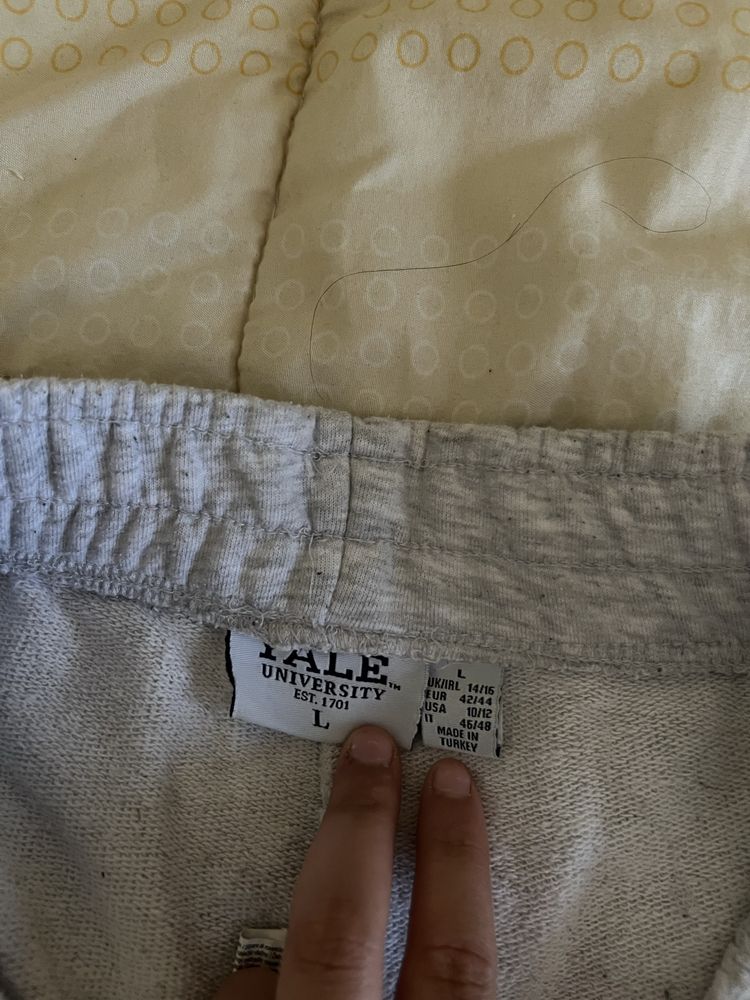 YALE™
UNIVERSITY
EST. 1701
L
L
UK/IRL 14/16
EUR 42/44
USA 10/12
IT 46/48
MADE IN
TURKEY